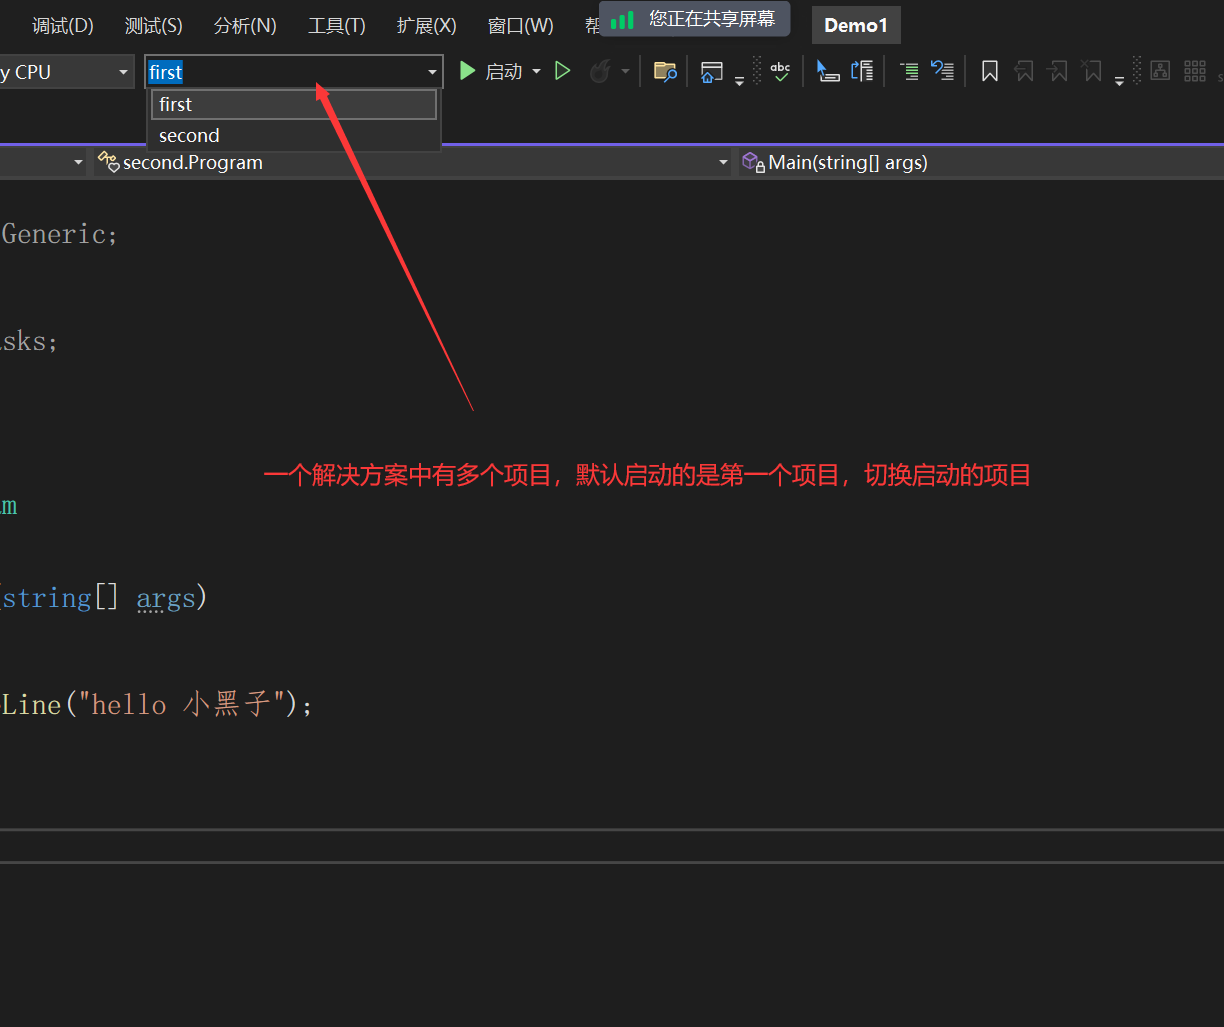 调试(D) 测试(S) 分析(N) 工具(T) 扩展(X) 窗口(W) 帮 您正在共享屏幕 Demo1
y CPU first 启动 abc
first
second
second.Program Main(string[] args)
Generic;
sks;
一个解决方案中有多个项目，默认启动的是第一个项目，切换启动的项目
m
(string[] args)
Line("hello 小黑子");